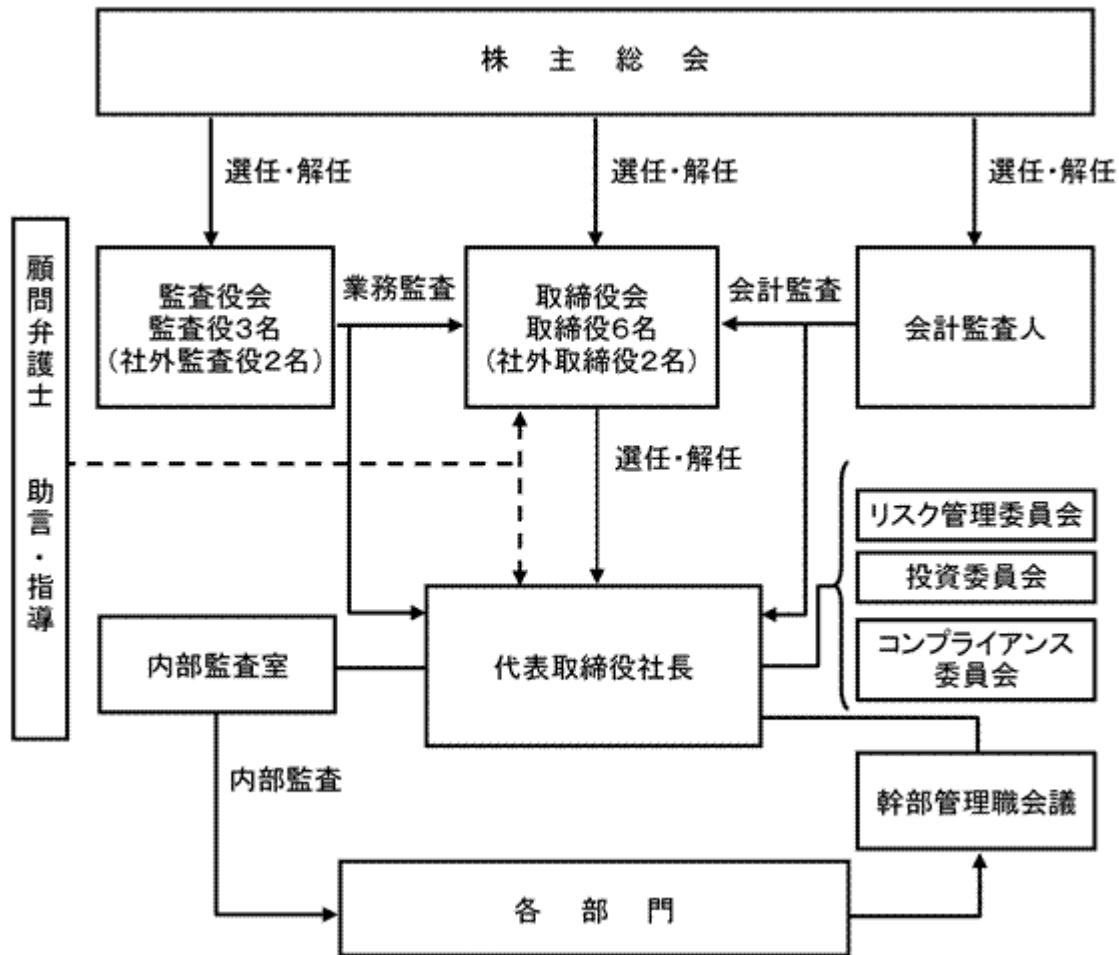 株 主 総 会
選任・解任
選任・解任
選任・解任
顧問弁護士 助言・指導
監査役会
監査役3名
(社外監査役2名)
業務監査
取締役会
取締役6名
(社外取締役2名)
会計監査
会計監査人
選任・解任
リスク管理委員会
投資委員会
コンプライアンス
委員会
内部監査室
代表取締役社長
内部監査
幹部管理職会議
各 部 門